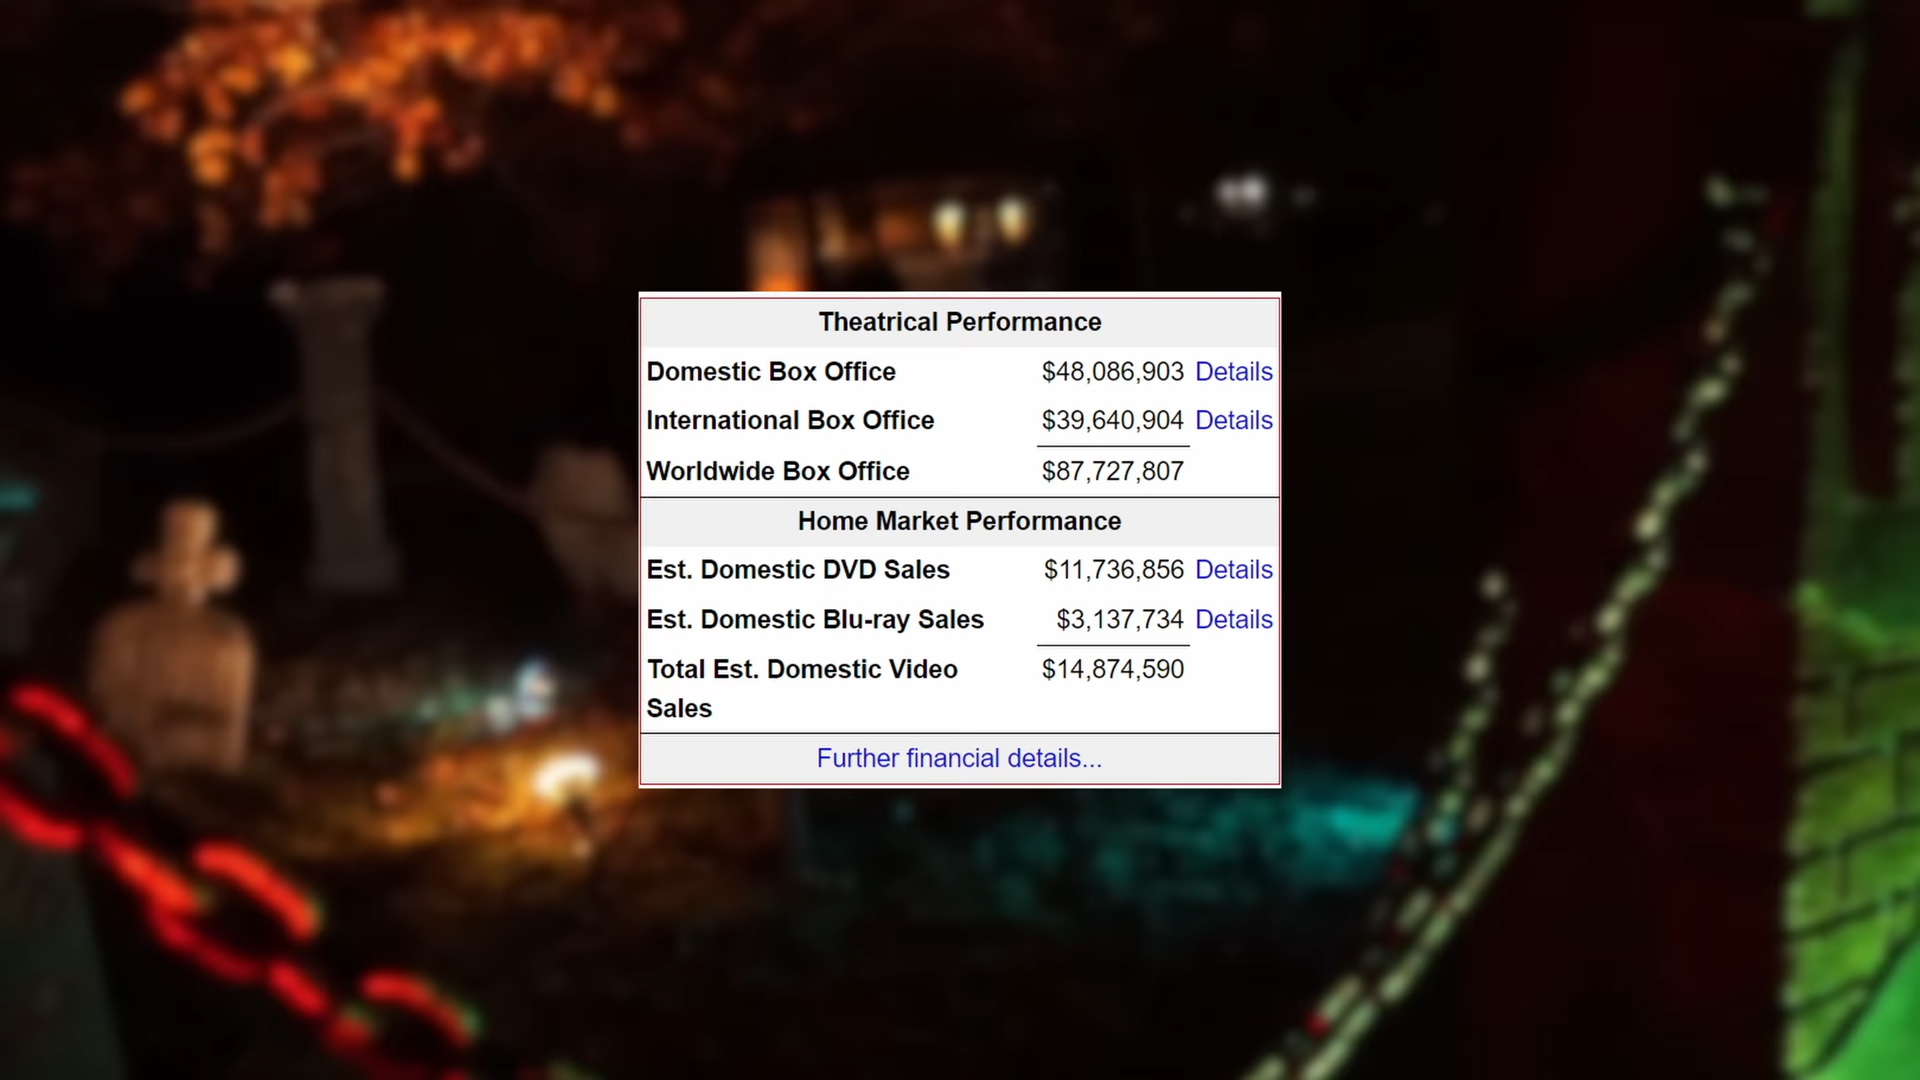 Theatrical Performance
Domestic Box Office $48,086,903 Details
International Box Office $39,640,904 Details
Worldwide Box Office $87,727,807
Home Market Performance
Est. Domestic DVD Sales $11,736,856 Details
Est. Domestic Blu-ray Sales $3,137,734 Details
Total Est. Domestic Video $14,874,590
Sales
Further financial details...